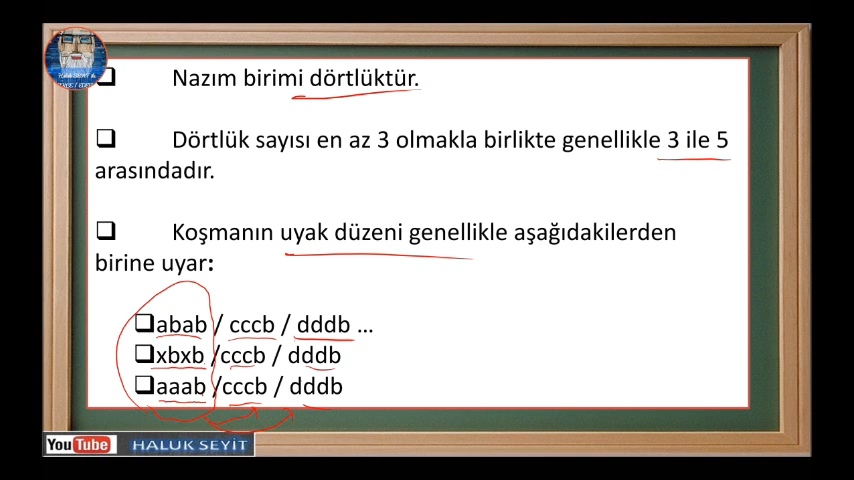 Nazım birimi dörtlüktür.
Dörtlük sayısı en az 3 olmakla birlikte genellikle 3 ile 5
arasındadır.
Koşmanın uyak düzeni genellikle aşağıdakilerden
birine uyar:
abab / cccb / dddb ...
xbxb /cccb / dddb
aaab /cccb / dddb
YouTube HALUK SEYİT